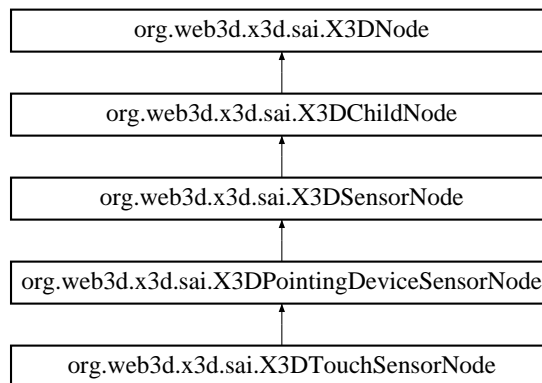 org.web3d.x3d.sai.X3DNode
org.web3d.x3d.sai.X3DChildNode
org.web3d.x3d.sai.X3DSensorNode
org.web3d.x3d.sai.X3DPointingDeviceSensorNode
org.web3d.x3d.sai.X3DTouchSensorNode